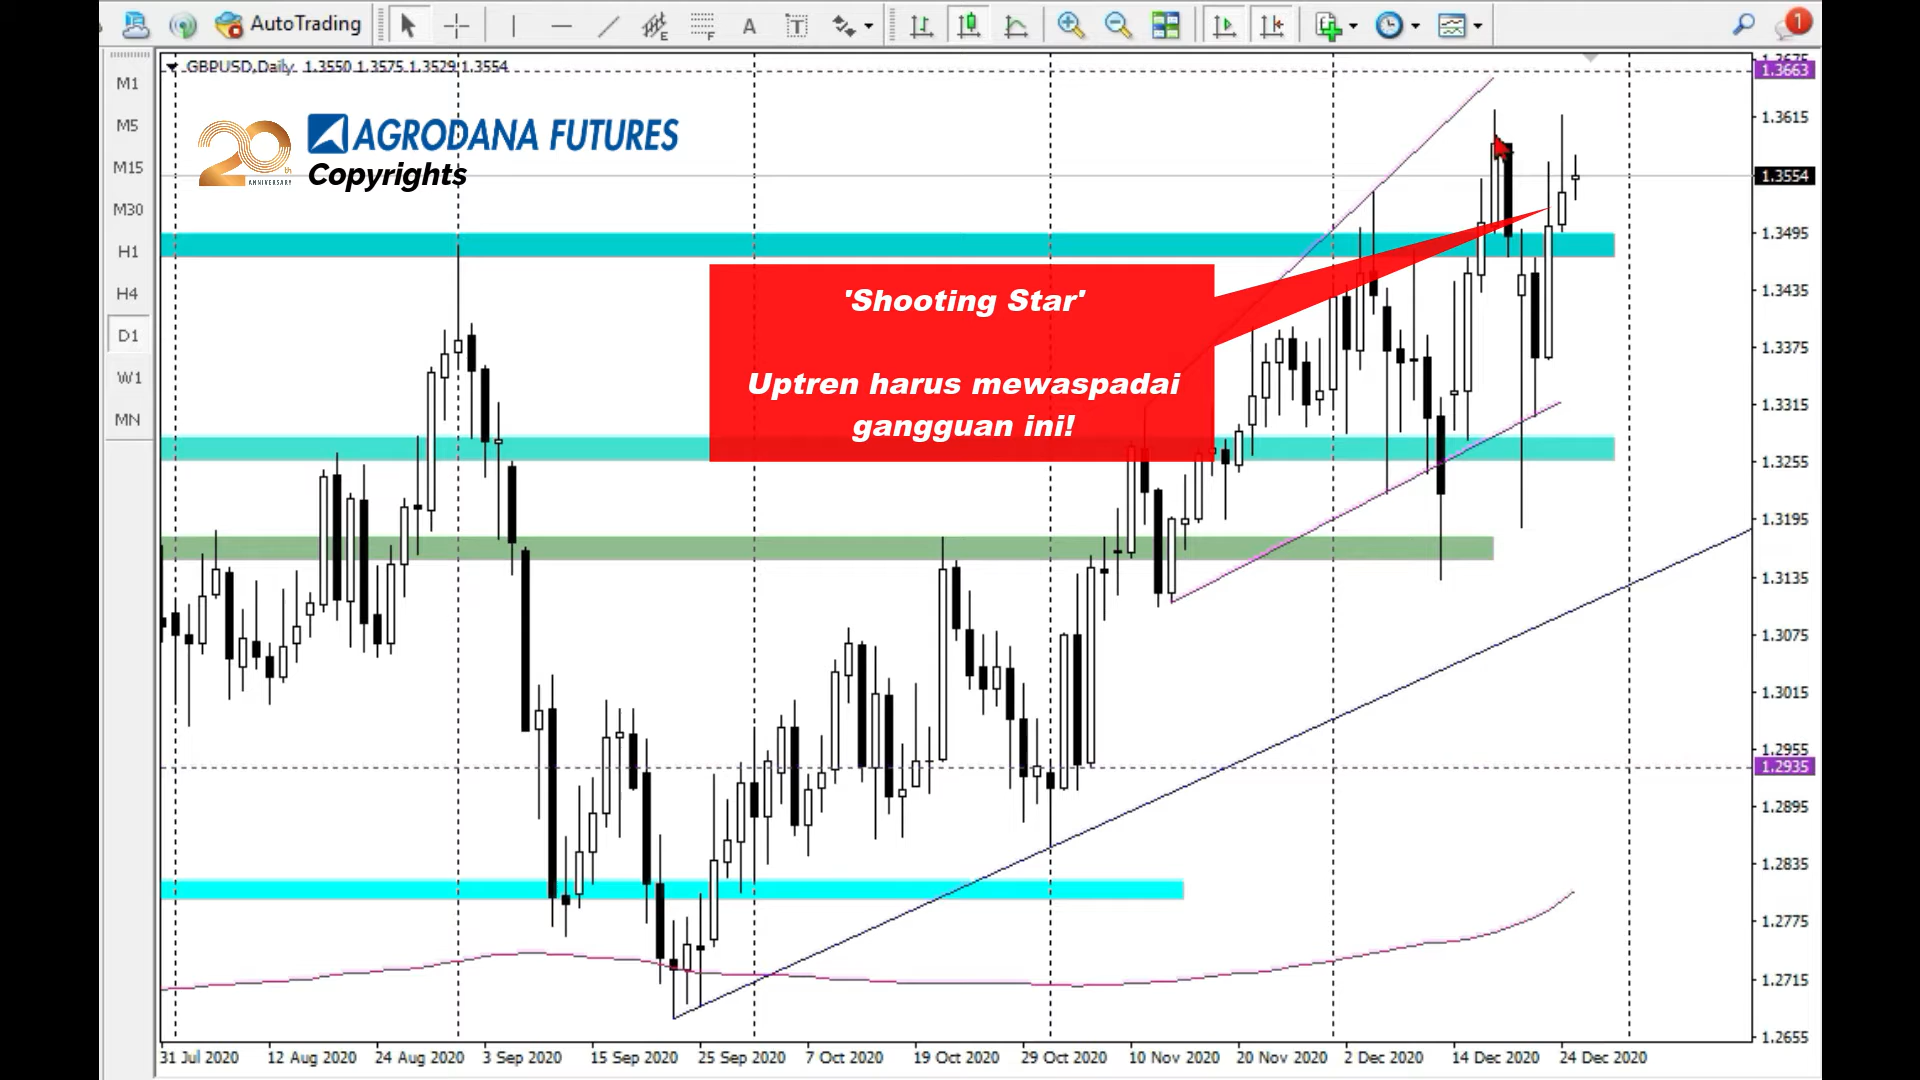 AutoTrading
A
T
F
1
M1
M5
M15
M30
H1
H4
D1
W1
MN
GBPUSD,Daily 1.3550 1.3575 1.3529 1.3554
20th
ANNIVERSARY
AGRODANA FUTURES
Copyrights
'Shooting Star'
Uptren harus mewaspadai
gangguan ini!
1.3675
1.3663
1.3615
1.3554
1.3495
1.3435
1.3375
1.3315
1.3255
1.3195
1.3135
1.3075
1.3015
1.2955
1.2935
1.2895
1.2835
1.2775
1.2715
1.2655
31 Jul 2020 12 Aug 2020 24 Aug 2020 3 Sep 2020 15 Sep 2020 25 Sep 2020 7 Oct 2020 19 Oct 2020 29 Oct 2020 10 Nov 2020 20 Nov 2020 2 Dec 2020 14 Dec 2020 24 Dec 2020